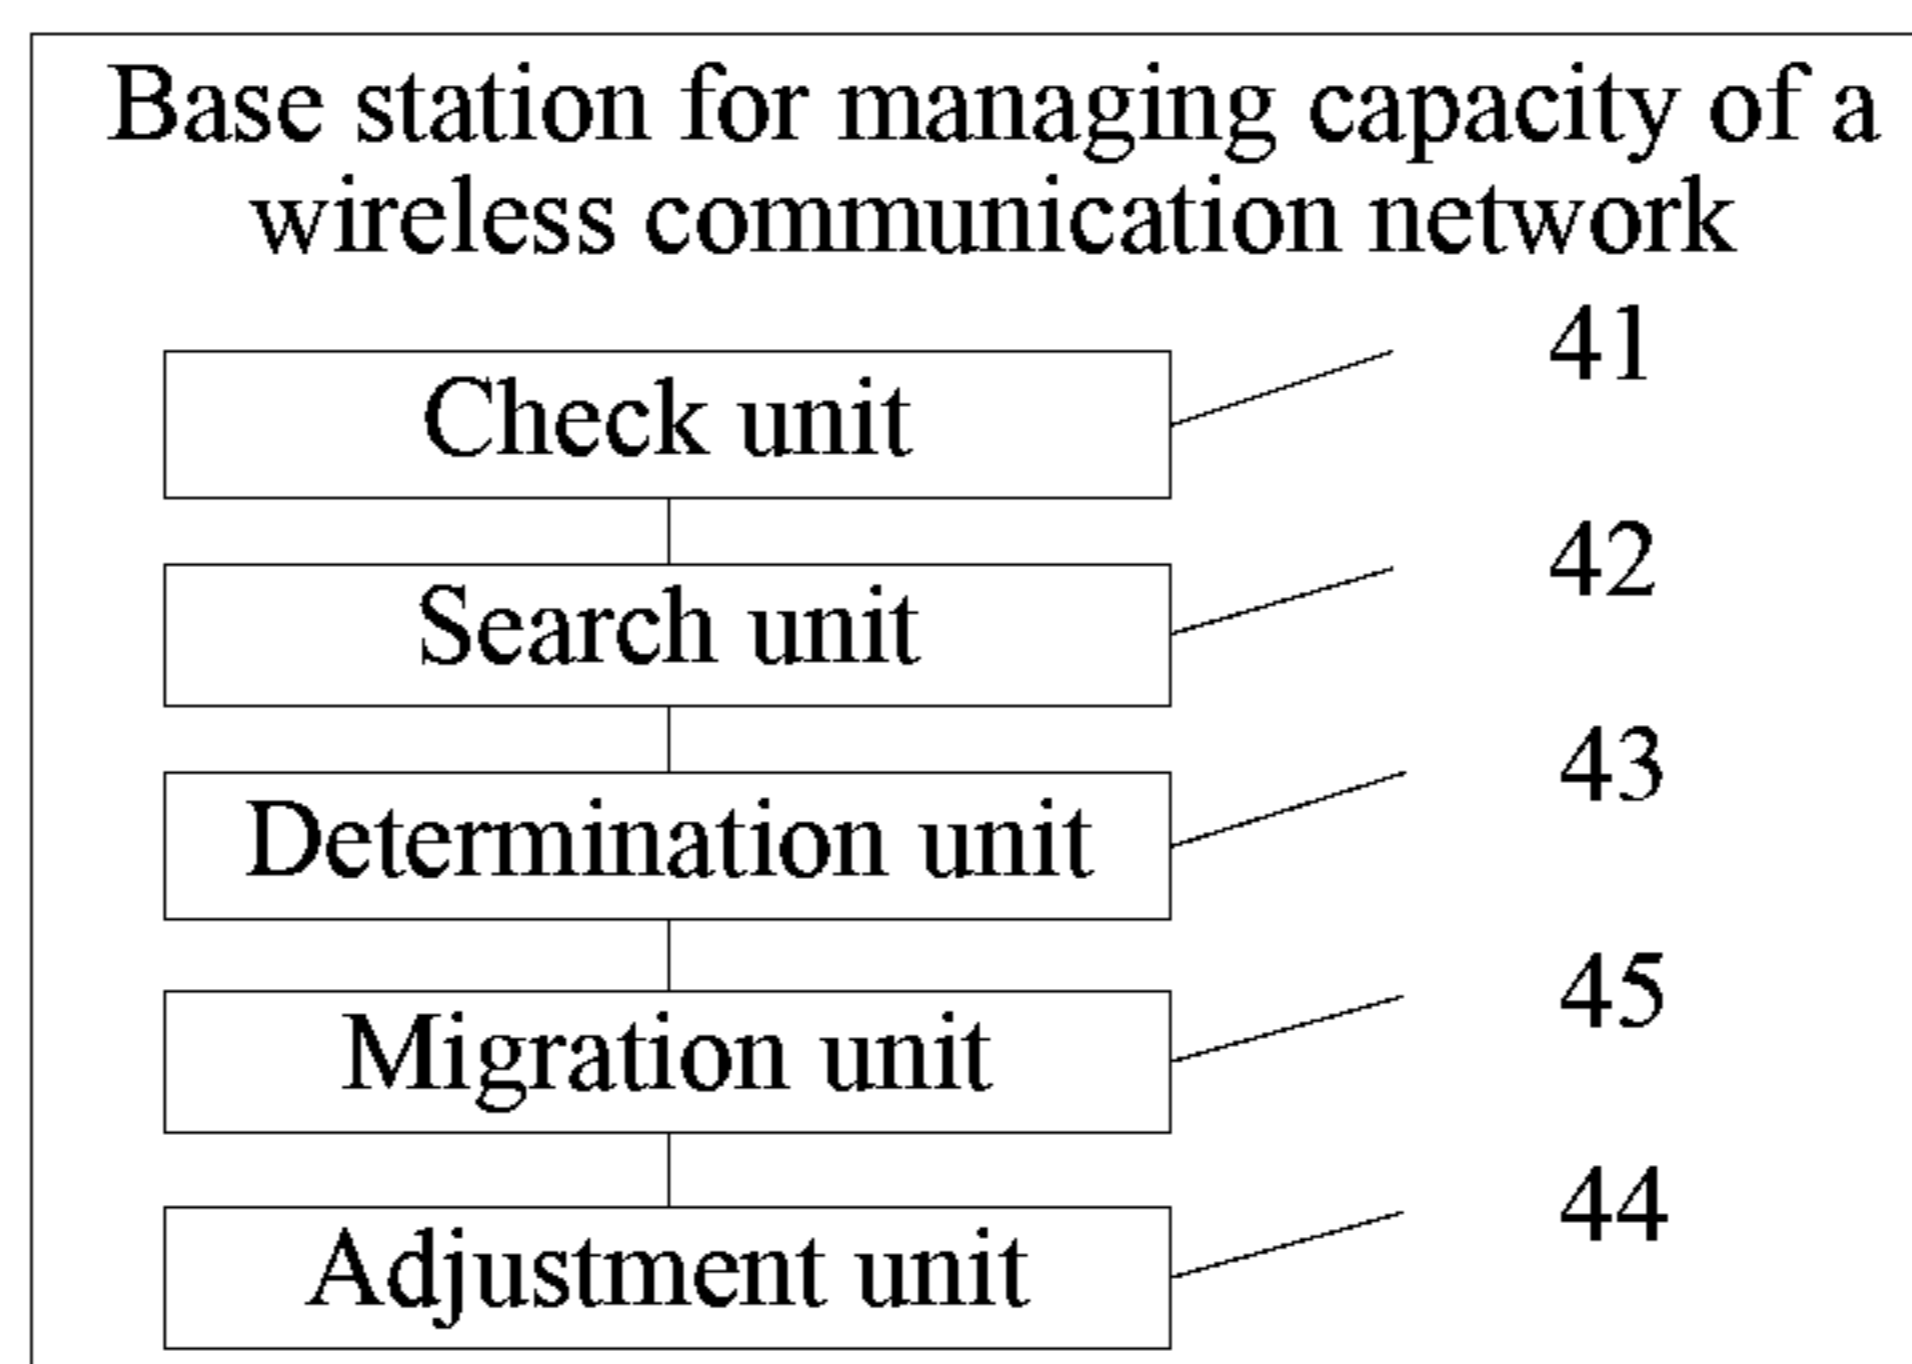 Base station for managing capacity of a
wireless communication network
Check unit 41
Search unit 42
Determination unit 43
Migration unit 45
Adjustment unit 44